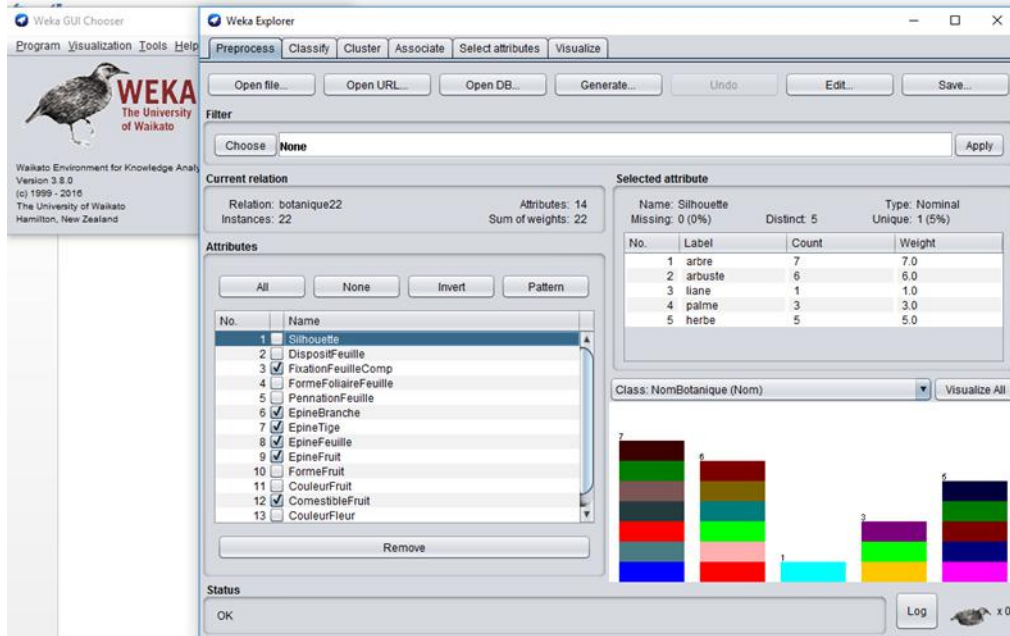 Weka GUI Chooser
Program Visualization Tools Help
WEKA
The University
of Waikato
Waikato Environment for Knowledge Analy
Version 3.8.0
(c) 1999 - 2016
The University of Waikato
Hamilton, New Zealand
Weka Explorer
Preprocess Classify Cluster Associate Select attributes Visualize
Open file... Open URL... Open DB... Generate... Undo Edit... Save...
Filter
Choose None Apply
Current relation
Relation: botanique22 Attributes: 14
Instances: 22 Sum of weights: 22
Attributes
All None Invert Pattern
No. Name
1 Silhouette
2 DispositFeuille
3 FixationFeuilleComp
4 FormeFoliaireFeuille
5 PennationFeuille
6 EpineBranche
7 EpineTige
8 EpineFeuille
9 EpineFruit
10 FormeFruit
11 CouleurFruit
12 ComestibleFruit
13 CouleurFleur
Remove
Selected attribute
Name: Silhouette Type: Nominal
Missing: 0 (0%) Distinct: 5 Unique: 1 (5%)
No. Label Count Weight
1 arbre 7 7.0
2 arbuste 6 6.0
3 liane 1 1.0
4 palme 3 3.0
5 herbe 5 5.0
Class: NomBotanique (Nom) Visualize All
7
6
1
3
5
Status
OK
Log x 0